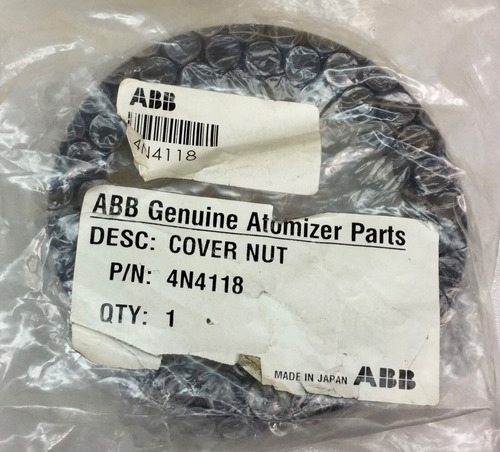 ABB
4N4118
ABB Genuine Atomizer Parts
DESC: COVER NUT
P/N: 4N4118
QTY: 1
MADE IN JAPAN ABB